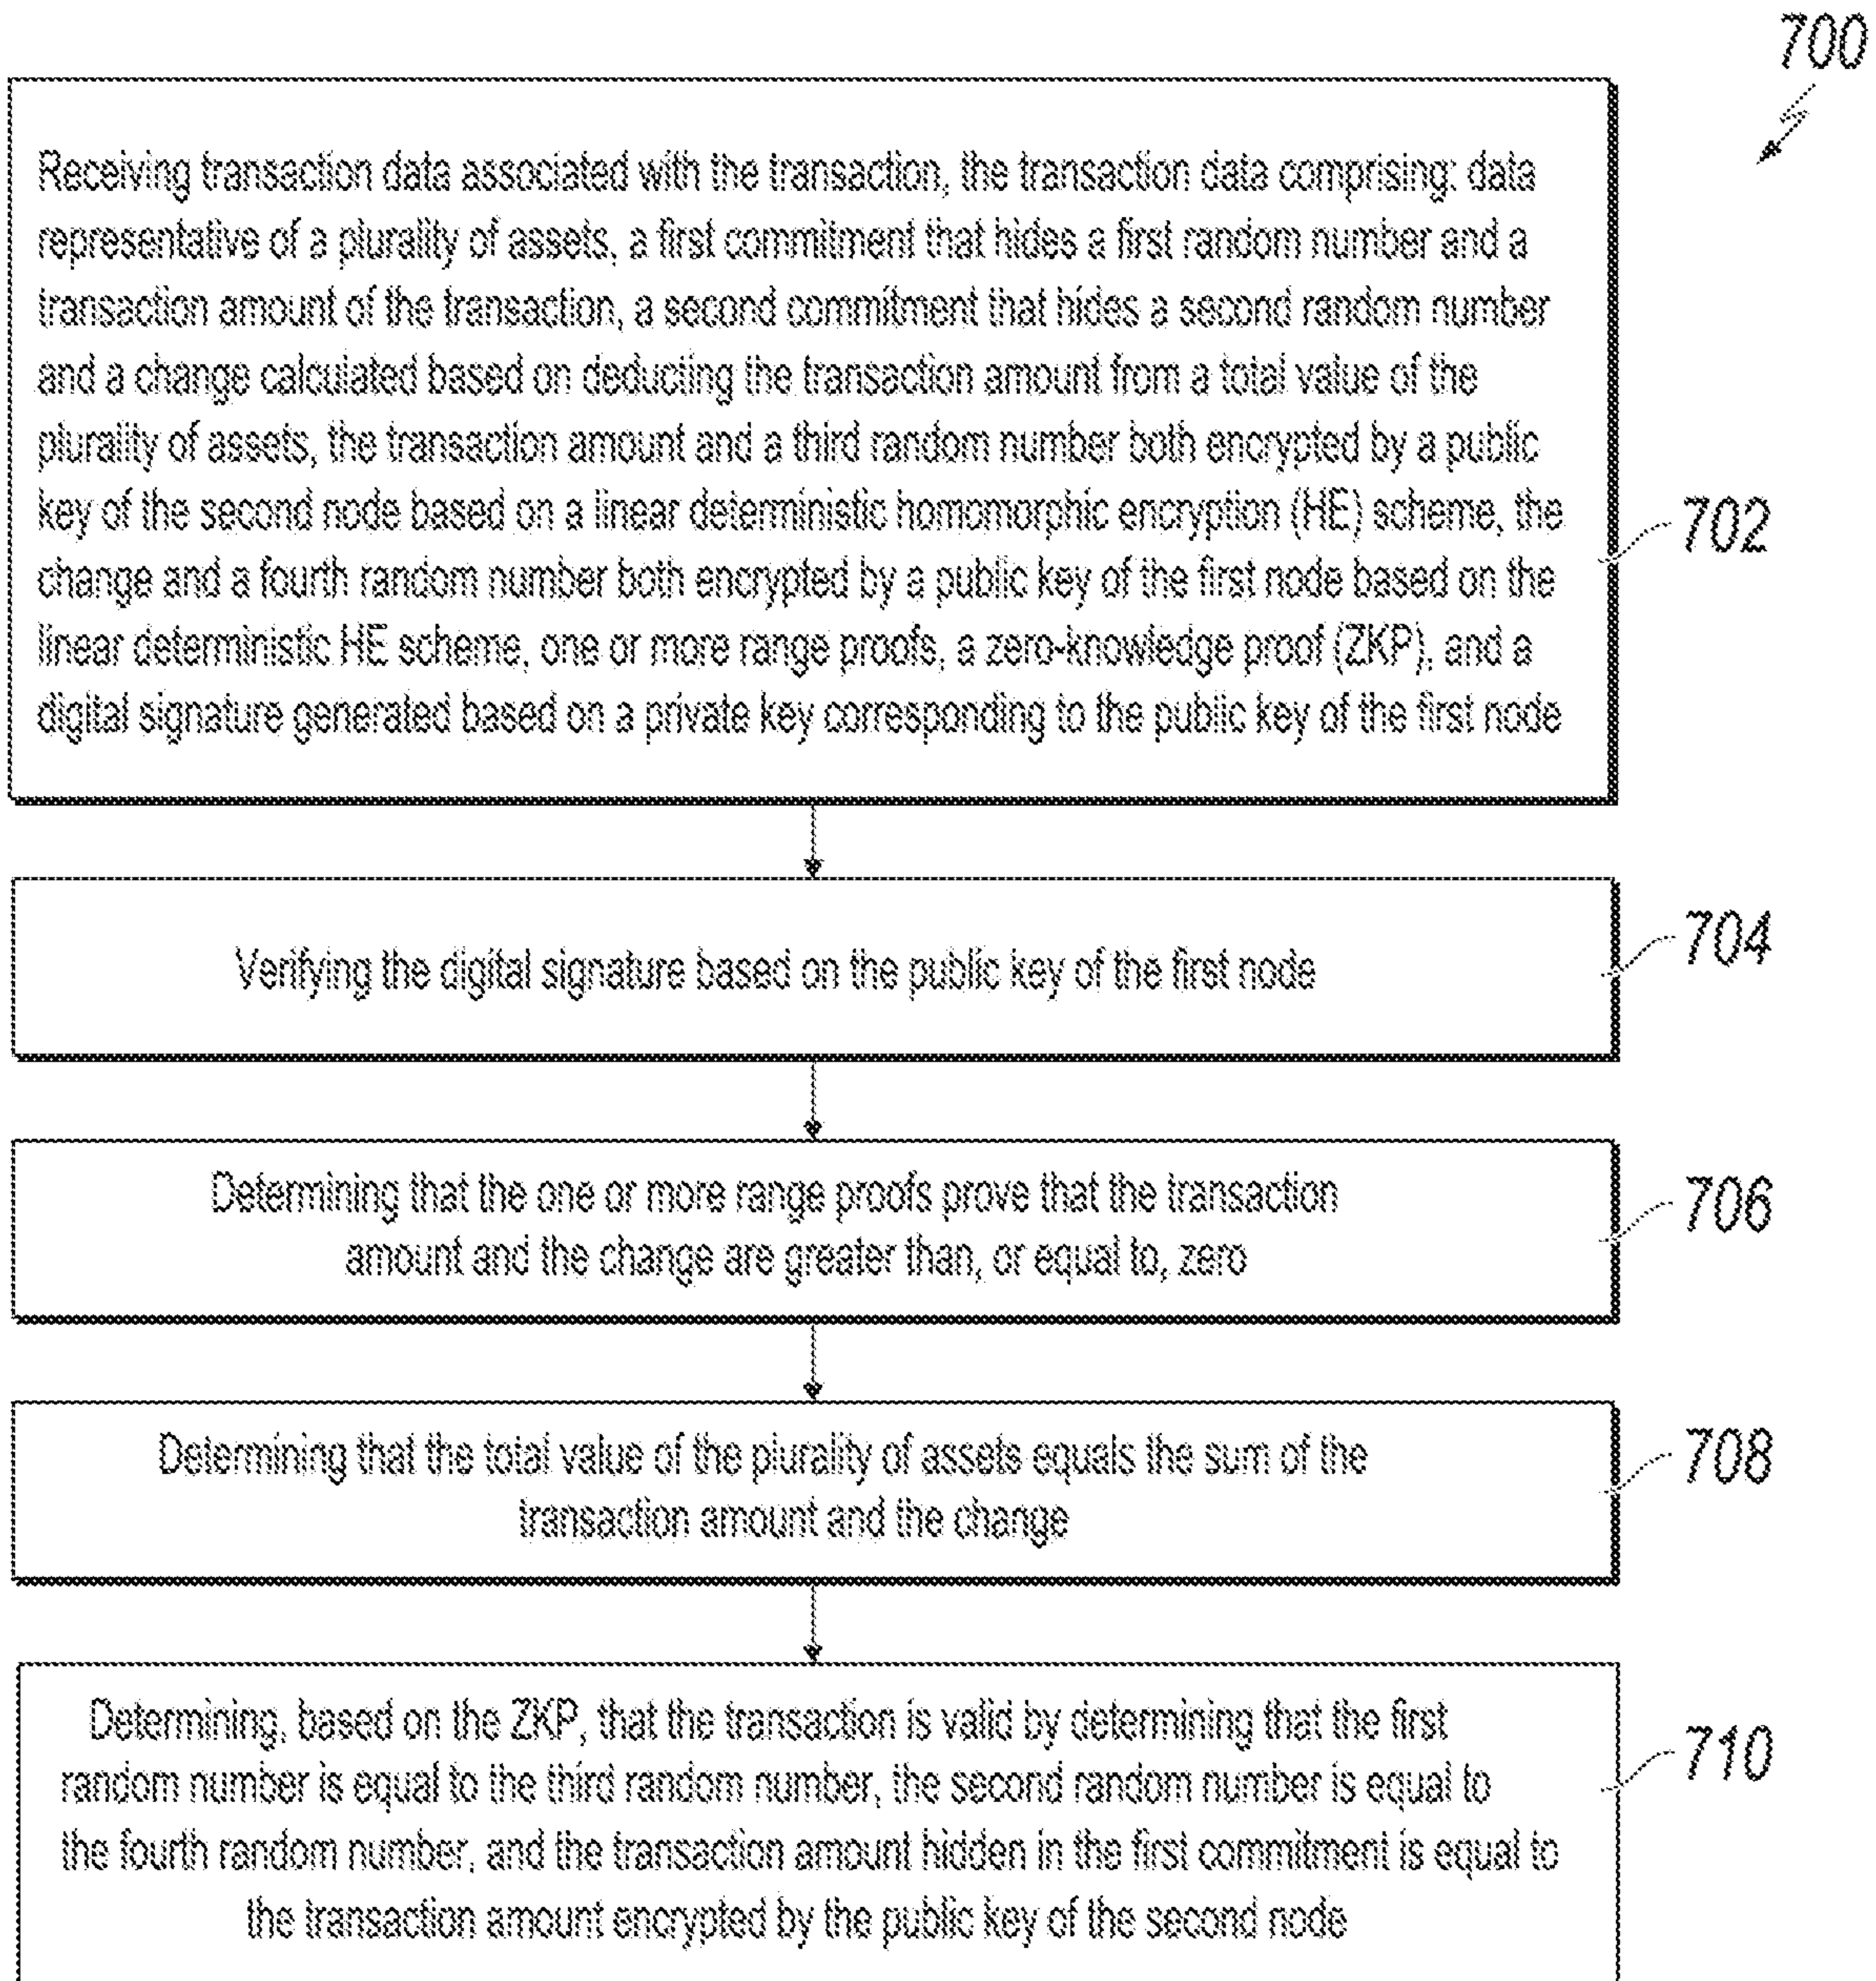 700
Receiving transaction data associated with the transaction, the transaction data comprising: data
representative of a plurality of assets, a first commitment that hides a first random number and a
transaction amount of the transaction, a second commitment that hides a second random number
and a change calculated based on deducting the transaction amount from a total value of the
plurality of assets, the transaction amount and a third random number both encrypted by a public
key of the second node based on a linear deterministic homomorphic encryption (HE) scheme, the
change and a fourth random number both encrypted by a public key of the first node based on the
linear deterministic HE scheme, one or more range proofs, a zero-knowledge proof (ZKP), and a
digital signature generated based on a private key corresponding to the public key of the first node
702
Verifying the digital signature based on the public key of the first node
704
Determining that the one or more range proofs prove that the transaction
amount and the change are greater than, or equal to, zero
706
Determining that the total value of the plurality of assets equals the sum of the
transaction amount and the change
708
Determining, based on the ZKP, that the transaction is valid by determining that the first
random number is equal to the third random number, the second random number is equal to
the fourth random number, and the transaction amount hidden in the first commitment is equal to
the transaction amount encrypted by the public key of the second node
710